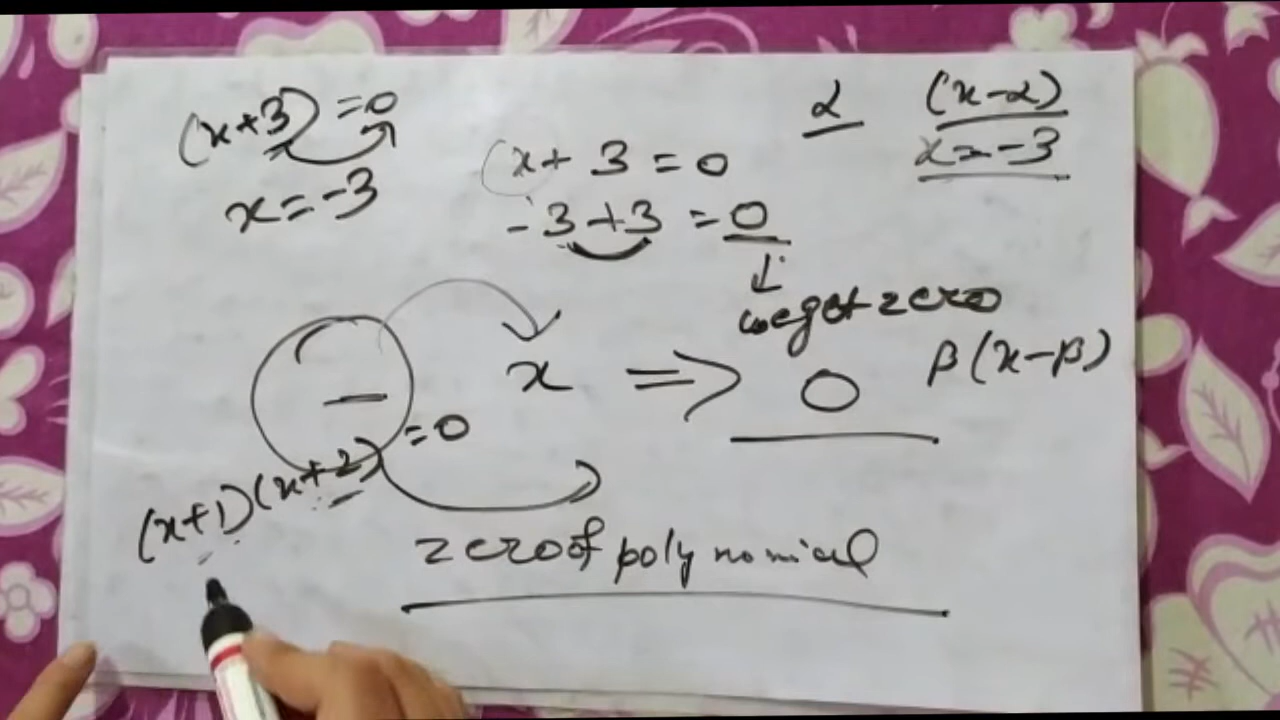 (x+3) =0
x=-3
(x+ 3 =0
-3+3 =0
↓
we get zero
α (x-α)
x=-3
x ⇒ 0
β(x-β)
(x+1)(x+2) =0
zero of polynomial